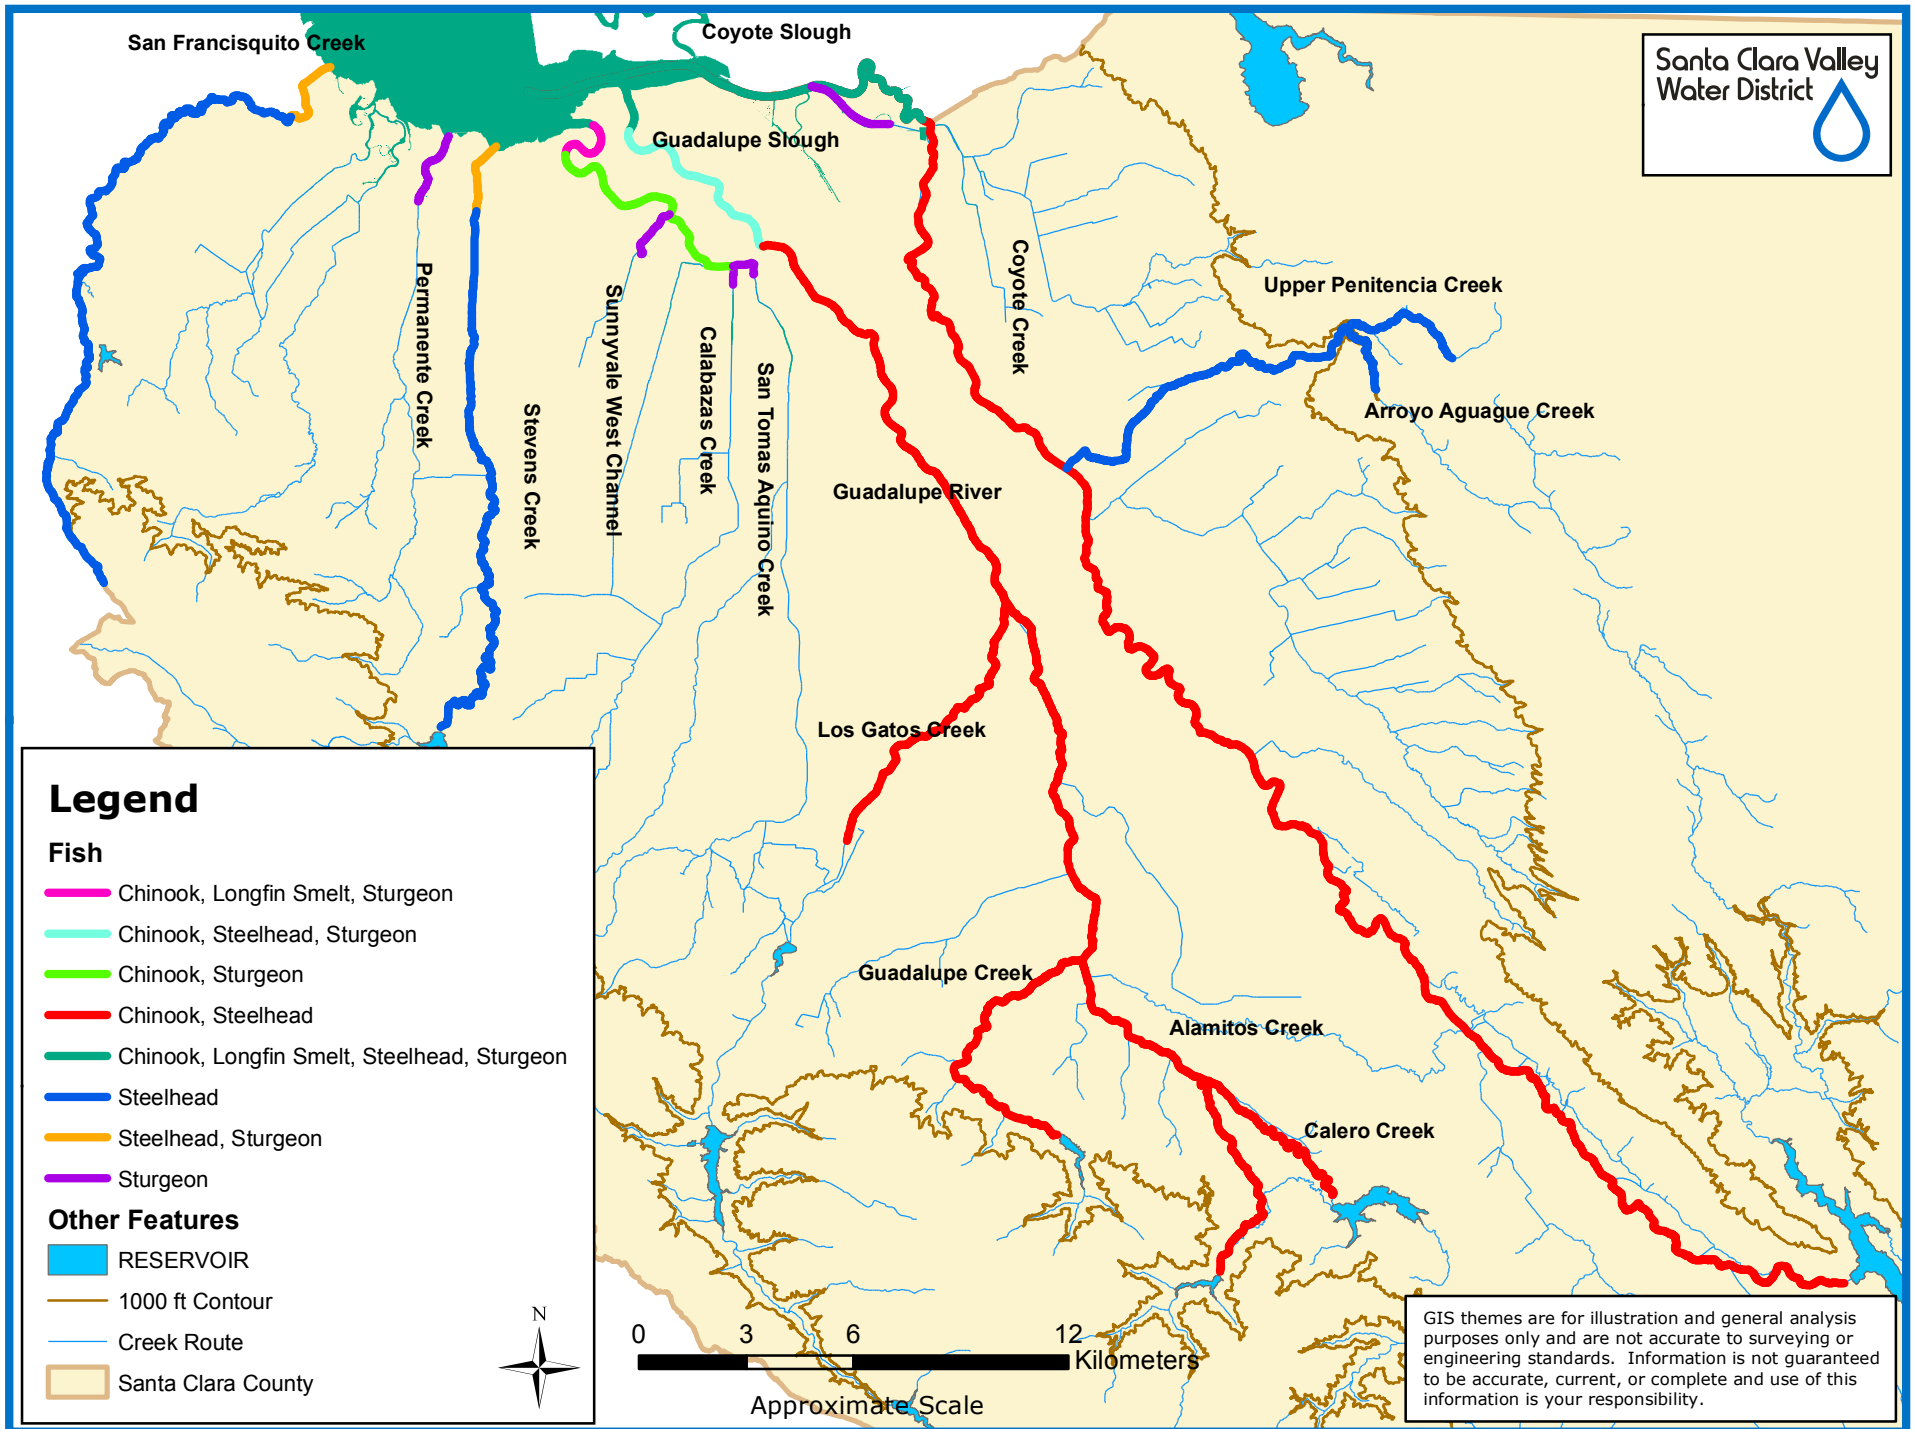 San Francisquito Creek
Coyote Slough
Santa Clara Valley
Water District
Guadalupe Slough
Permanente Creek
Stevens Creek
Sunnyvale West Channel
Calabazas Creek
San Tomas Aquino Creek
Coyote Creek
Upper Penitencia Creek
Arroyo Aguague Creek
Guadalupe River
Los Gatos Creek
Guadalupe Creek
Alamitos Creek
Calero Creek
Legend
Fish
Chinook, Longfin Smelt, Sturgeon
Chinook, Steelhead, Sturgeon
Chinook, Sturgeon
Chinook, Steelhead
Chinook, Longfin Smelt, Steelhead, Sturgeon
Steelhead
Steelhead, Sturgeon
Sturgeon
Other Features
RESERVOIR
1000 ft Contour
Creek Route
Santa Clara County
N
0 3 6 12
Kilometers
Approximate Scale
GIS themes are for illustration and general analysis
purposes only and are not accurate to surveying or
engineering standards. Information is not guaranteed
to be accurate, current, or complete and use of this
information is your responsibility.